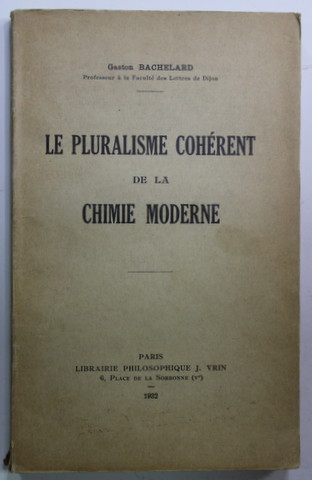 Gaston BACHELARD
Professeur à la Faculté des Lettres de Dijon
LE PLURALISME COHÉRENT
DE LA
CHIMIE MODERNE
PARIS
LIBRAIRIE PHILOSOPHIQUE J. VRIN
6, PLACE DE LA SORBONNE (Vᵉ)
1932